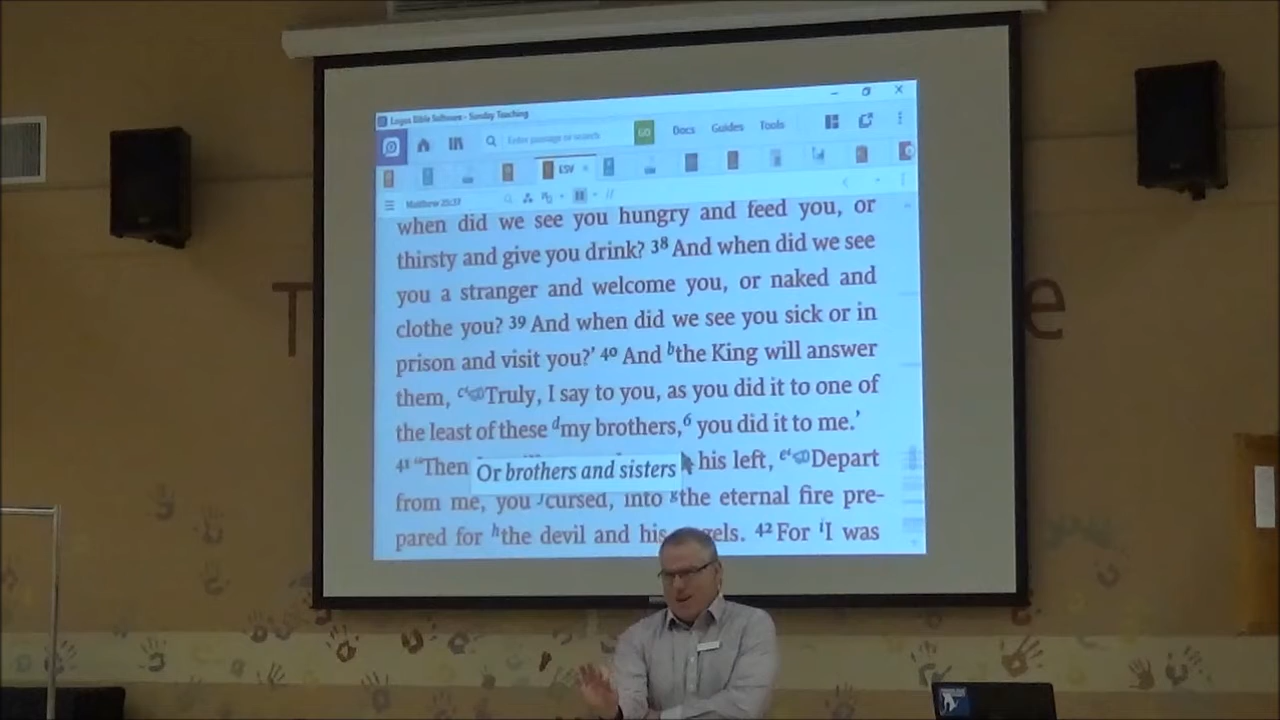 Logos Bible Software - Sunday Teaching
Enter passage or search GO Docs Guides Tools
ESV
Matthew 25:37
when did we see you hungry and feed you, or
thirsty and give you drink? 38 And when did we see
you a stranger and welcome you, or naked and
clothe you? 39 And when did we see you sick or in
prison and visit you?' 40 And b the King will answer
them, c Truly, I say to you, as you did it to one of
the least of these d my brothers,6 you did it to me.'
41 “Then his left, e Depart
Or brothers and sisters
from me, you f cursed, into g the eternal fire pre-
pared for h the devil and his angels. 42 For i I was
T e